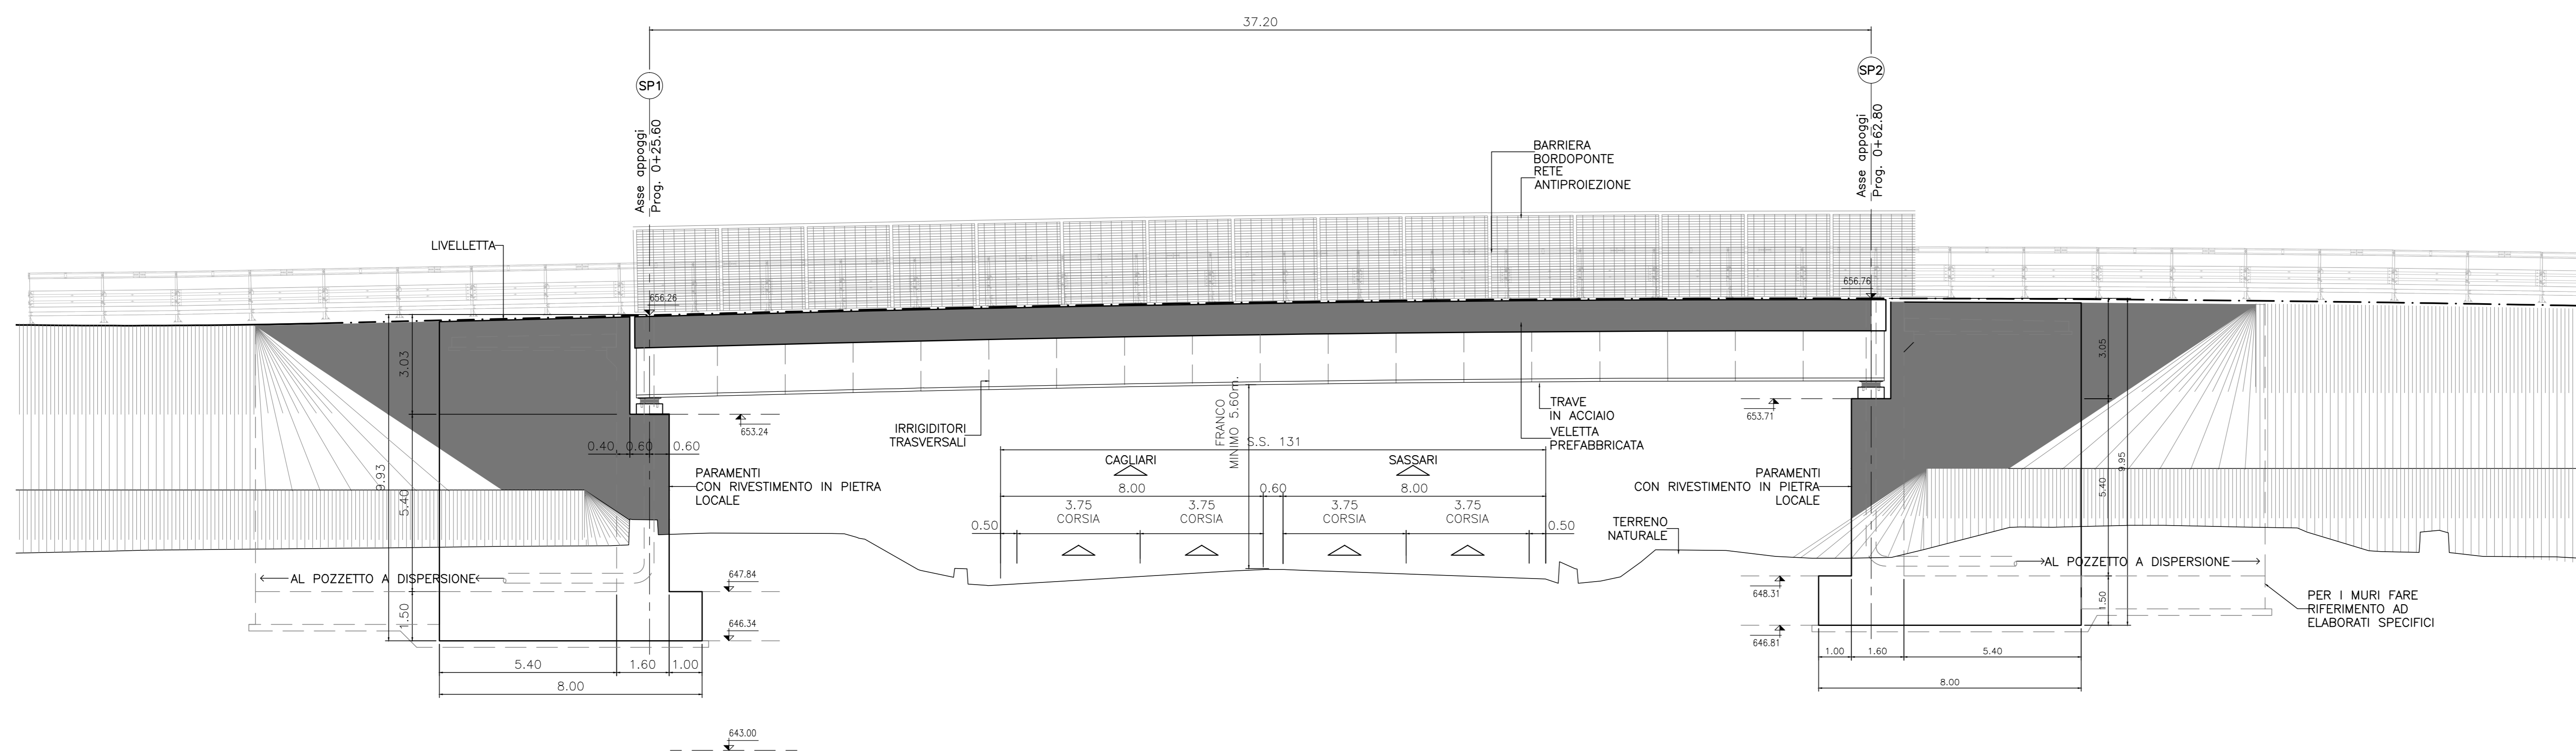 37.20
SP1
SP2
Asse appoggi
Prog. 0+25.60
Asse appoggi
Prog. 0+62.80
BARRIERA
BORDOPONTE
RETE
ANTIPROIEZIONE
LIVELLETTA
656.26
656.76
3.03
3.05
653.24
653.71
FRANCO
MINIMO 5.60m.
TRAVE
IN ACCIAIO
VELETTA
PREFABBRICATA
IRRIGIDITORI
TRASVERSALI
S.S. 131
0.40
0.60
0.60
CAGLIARI
SASSARI
PARAMENTI
CON RIVESTIMENTO IN PIETRA
LOCALE
PARAMENTI
CON RIVESTIMENTO IN PIETRA
LOCALE
9.93
5.40
9.95
5.40
8.00
0.60
8.00
3.75
CORSIA
3.75
CORSIA
3.75
CORSIA
3.75
CORSIA
0.50
0.50
TERRENO
NATURALE
AL POZZETTO A DISPERSIONE
AL POZZETTO A DISPERSIONE
647.84
648.31
1.50
1.50
PER I MURI FARE
RIFERIMENTO AD
ELABORATI SPECIFICI
646.34
646.81
5.40
1.60
1.00
8.00
1.00
1.60
5.40
8.00
643.00